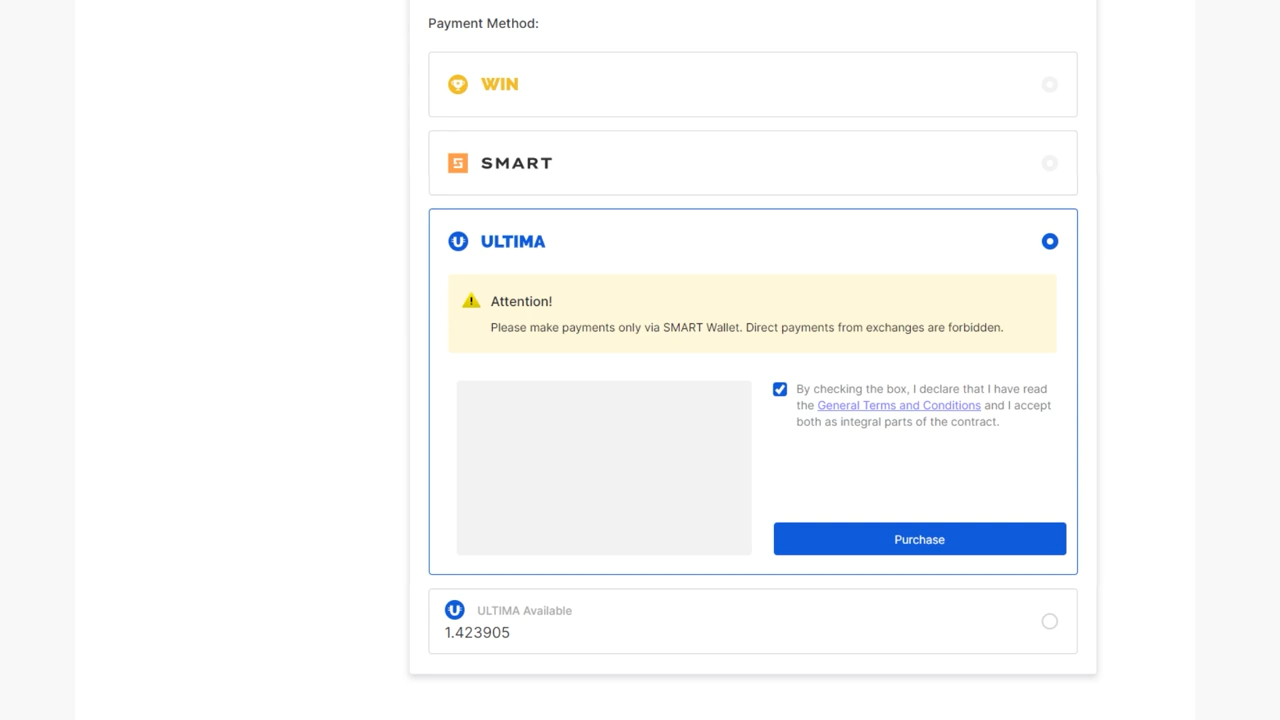 Payment Method:
WIN
SMART
ULTIMA
Attention!
Please make payments only via SMART Wallet. Direct payments from exchanges are forbidden.
By checking the box, I declare that I have read
the General Terms and Conditions and I accept
both as integral parts of the contract.
Purchase
ULTIMA Available
1.423905